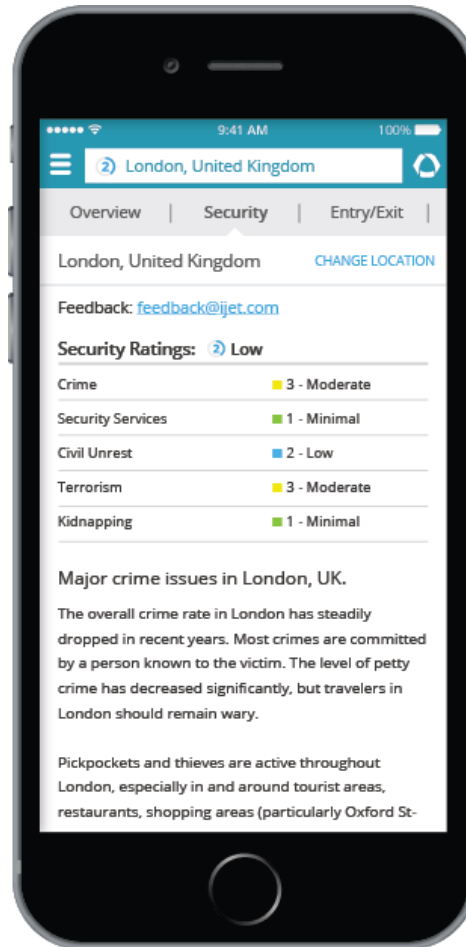 9:41 AM 100%
2 London, United Kingdom
Overview | Security | Entry/Exit |
London, United Kingdom CHANGE LOCATION
Feedback: feedback@ijet.com
Security Ratings: 2 Low
Crime 3 - Moderate
Security Services 1 - Minimal
Civil Unrest 2 - Low
Terrorism 3 - Moderate
Kidnapping 1 - Minimal
Major crime issues in London, UK.
The overall crime rate in London has steadily
dropped in recent years. Most crimes are committed
by a person known to the victim. The level of petty
crime has decreased significantly, but travelers in
London should remain wary.
Pickpockets and thieves are active throughout
London, especially in and around tourist areas,
restaurants, shopping areas (particularly Oxford St-